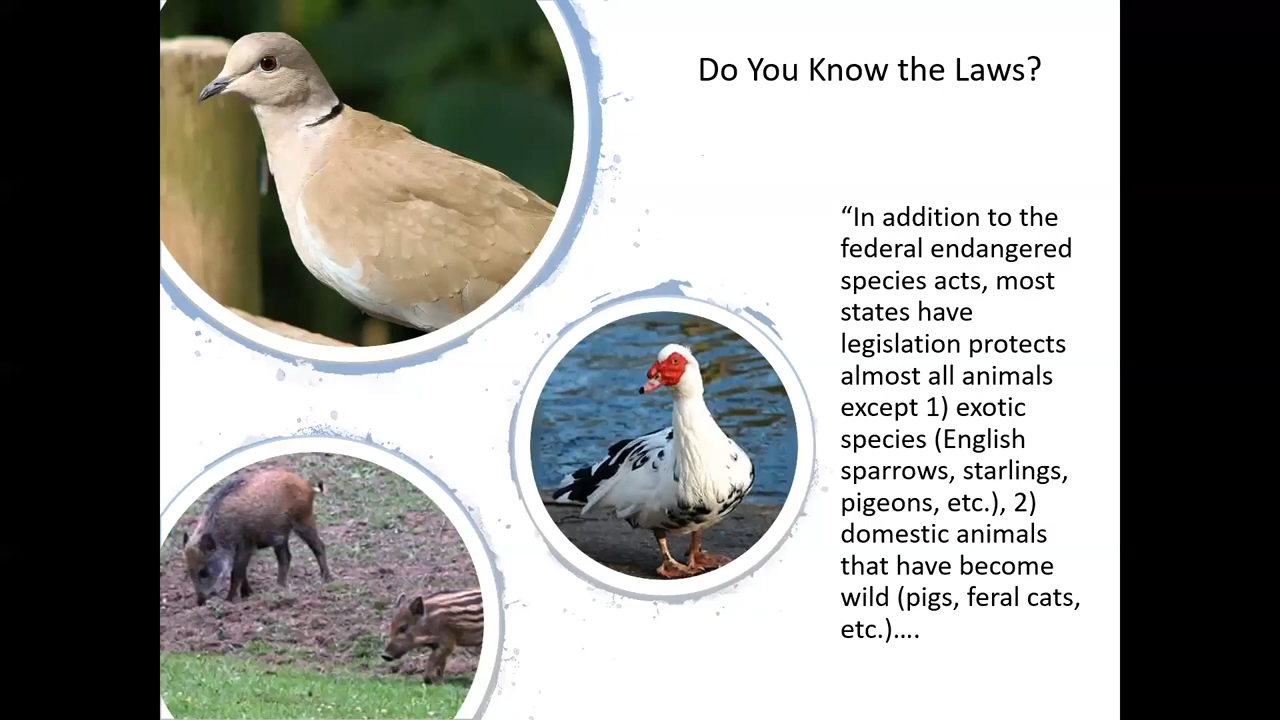 Do You Know the Laws?
“In addition to the
federal endangered
species acts, most
states have
legislation protects
almost all animals
except 1) exotic
species (English
sparrows, starlings,
pigeons, etc.), 2)
domestic animals
that have become
wild (pigs, feral cats,
etc.)….